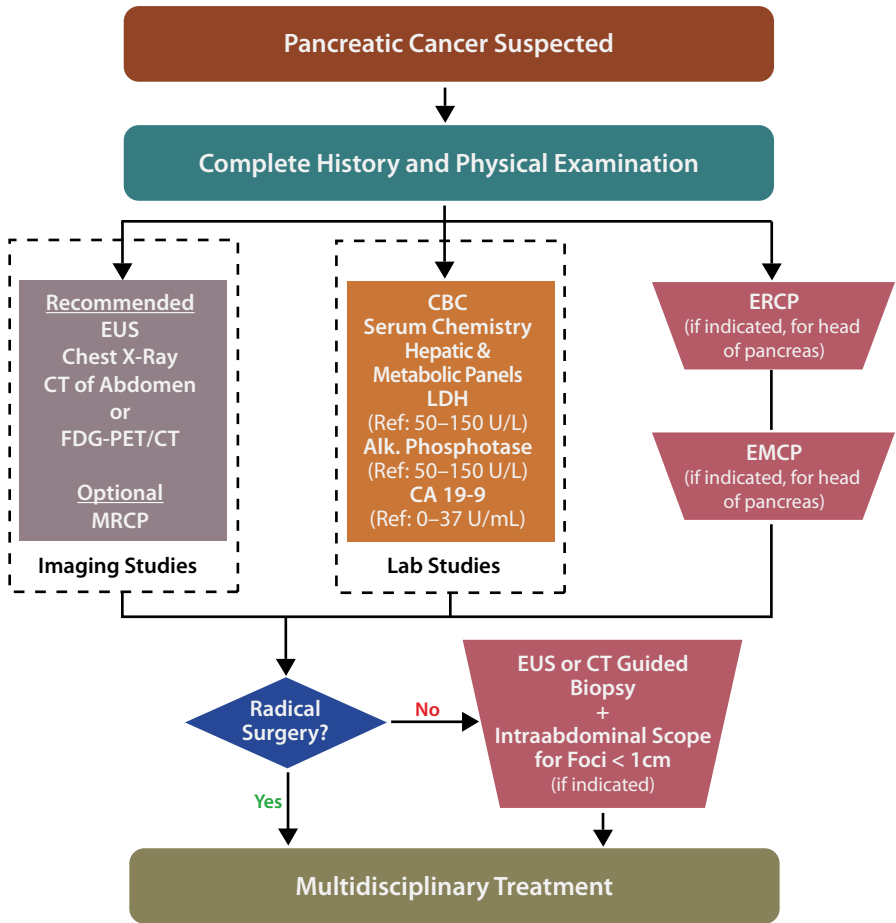 Pancreatic Cancer Suspected
Complete History and Physical Examination
Recommended
EUS
Chest X-Ray
CT of Abdomen
or
FDG-PET/CT
Optional
MRCP
Imaging Studies
CBC
Serum Chemistry
Hepatic &
Metabolic Panels
LDH
(Ref: 50–150 U/L)
Alk. Phosphotase
(Ref: 50–150 U/L)
CA 19-9
(Ref: 0–37 U/mL)
Lab Studies
ERCP
(if indicated, for head
of pancreas)
EMCP
(if indicated, for head
of pancreas)
Radical
Surgery?
No
Yes
EUS or CT Guided
Biopsy
+
Intraabdominal Scope
for Foci < 1cm
(if indicated)
Multidisciplinary Treatment